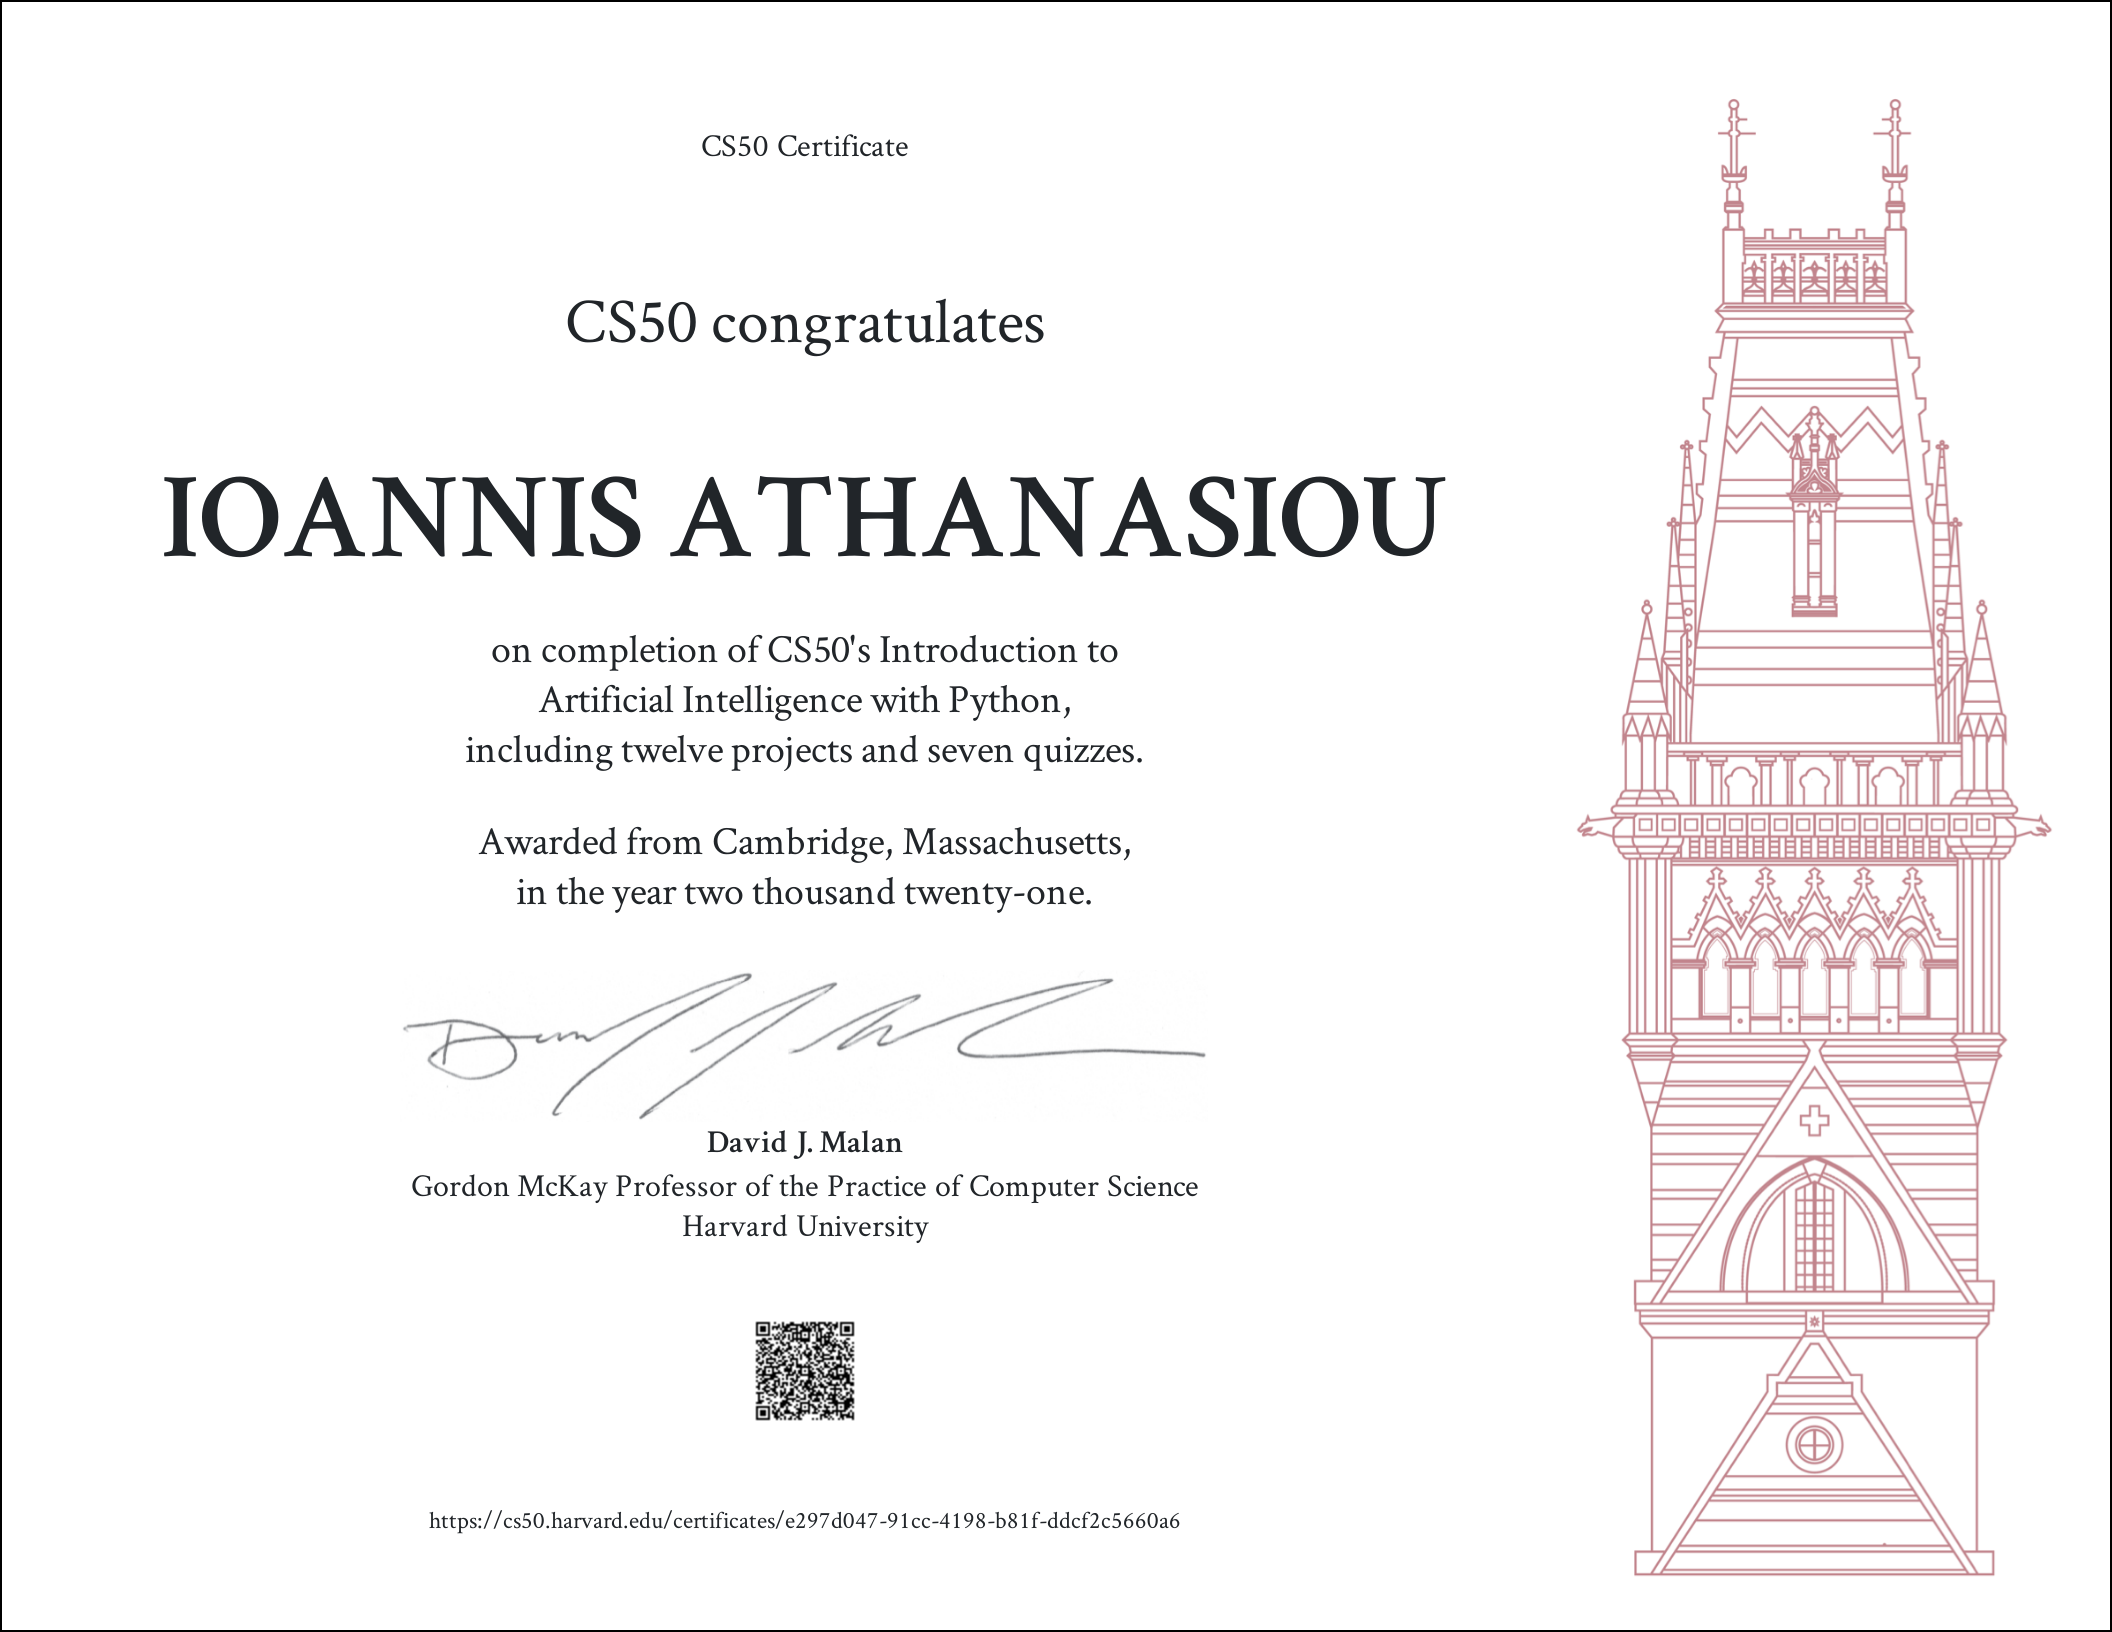 CS50 Certificate
CS50 congratulates
IOANNIS ATHANASIOU
on completion of CS50's Introduction to
Artificial Intelligence with Python,
including twelve projects and seven quizzes.
Awarded from Cambridge, Massachusetts,
in the year two thousand twenty-one.
David J. Malan
Gordon McKay Professor of the Practice of Computer Science
Harvard University
https://cs50.harvard.edu/certificates/e297d047-91cc-4198-b81f-ddcf2c5660a6